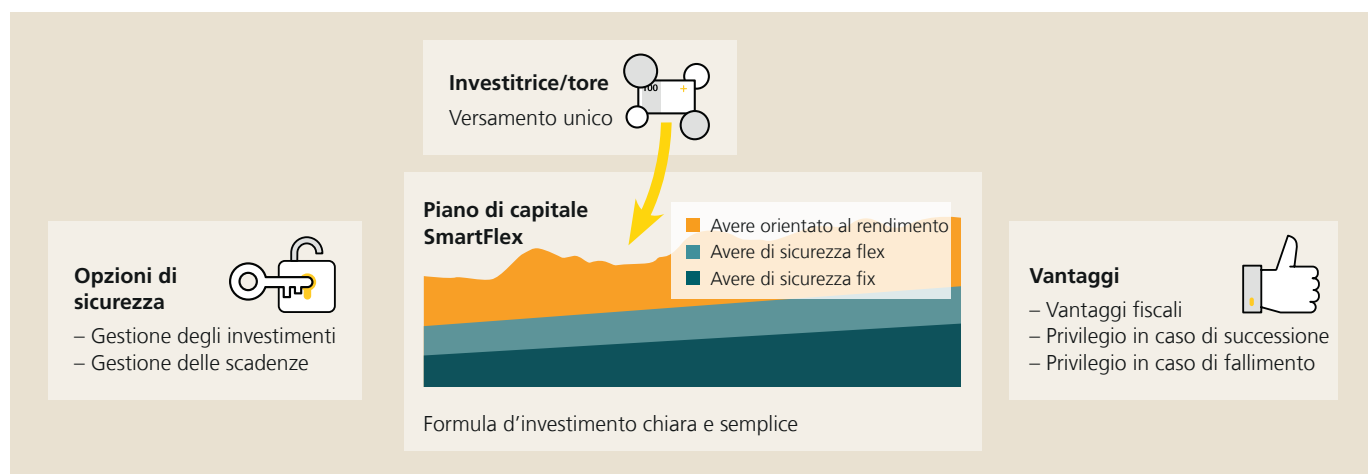 Investitrice/tore
Versamento unico
100 +
Piano di capitale
SmartFlex
Avere orientato al rendimento
Avere di sicurezza flex
Avere di sicurezza fix
Formula d’investimento chiara e semplice
Opzioni di
sicurezza
– Gestione degli investimenti
– Gestione delle scadenze
Vantaggi
– Vantaggi fiscali
– Privilegio in caso di successione
– Privilegio in caso di fallimento